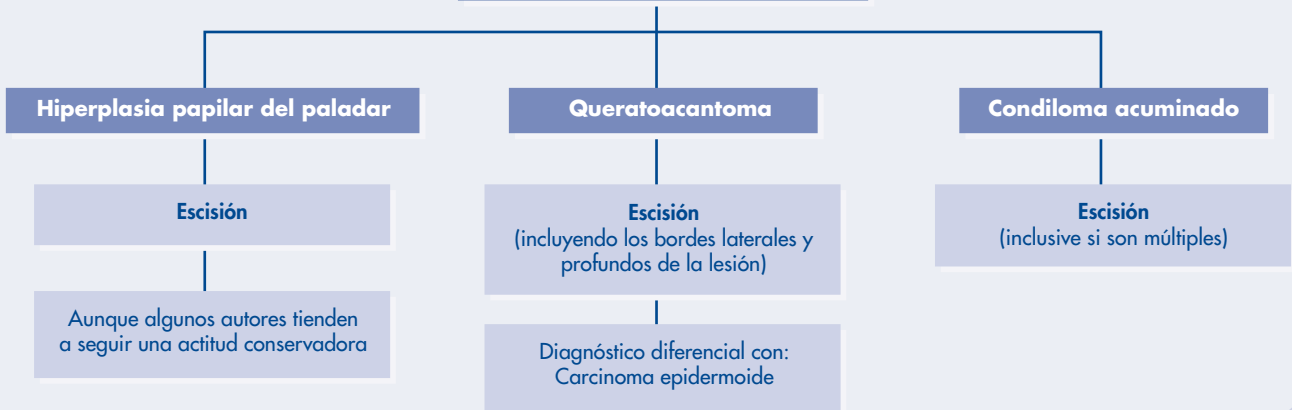 Hiperplasia papilar del paladar
Escisión
Aunque algunos autores tienden
a seguir una actitud conservadora
Queratoacantoma
Escisión
(incluyendo los bordes laterales y
profundos de la lesión)
Diagnóstico diferencial con:
Carcinoma epidermoide
Condiloma acuminado
Escisión
(inclusive si son múltiples)